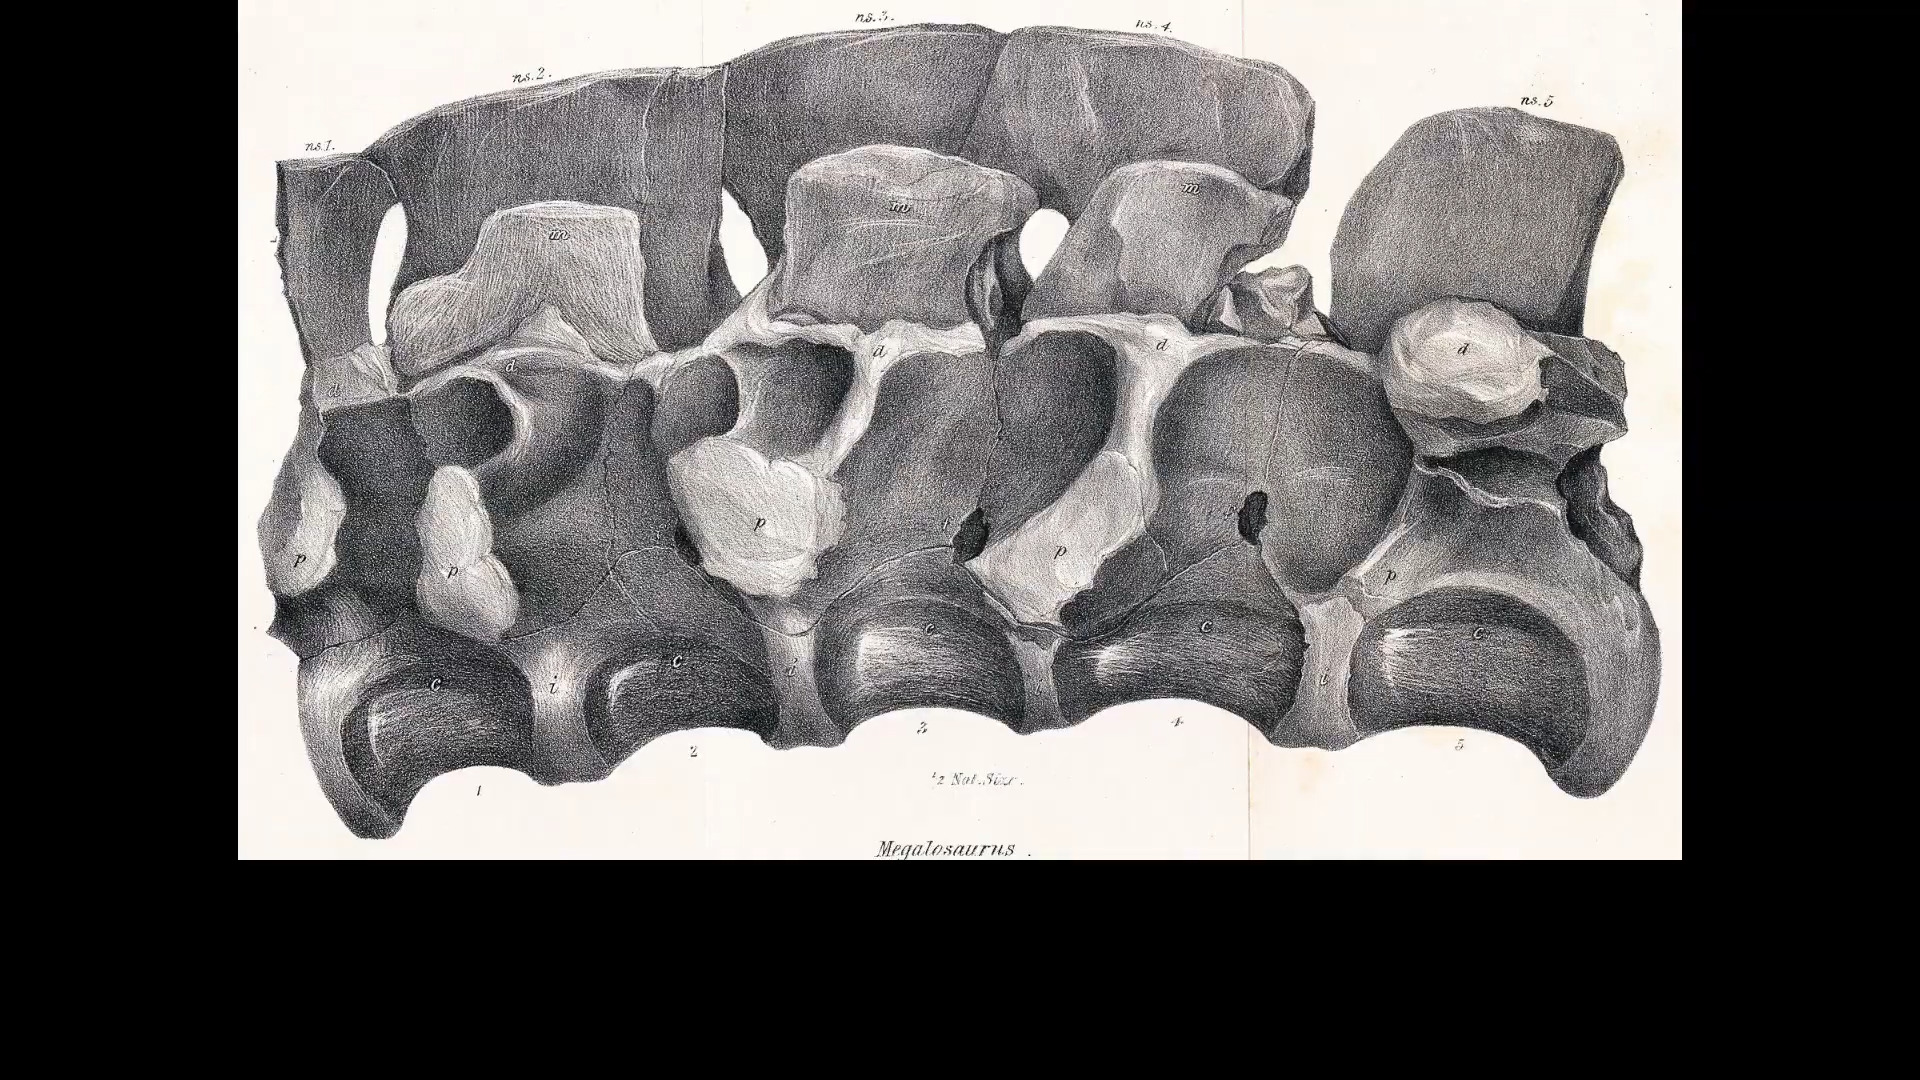 ns.3.
ns.4.
ns.2.
ns.5
ns.1.
m
m
m
d
d
d
d
d
p
p
p
p
p
c
c
c
c
c
i
i
i
i
1
2
3
4
5
½ Nat. Size.
Megalosaurus.